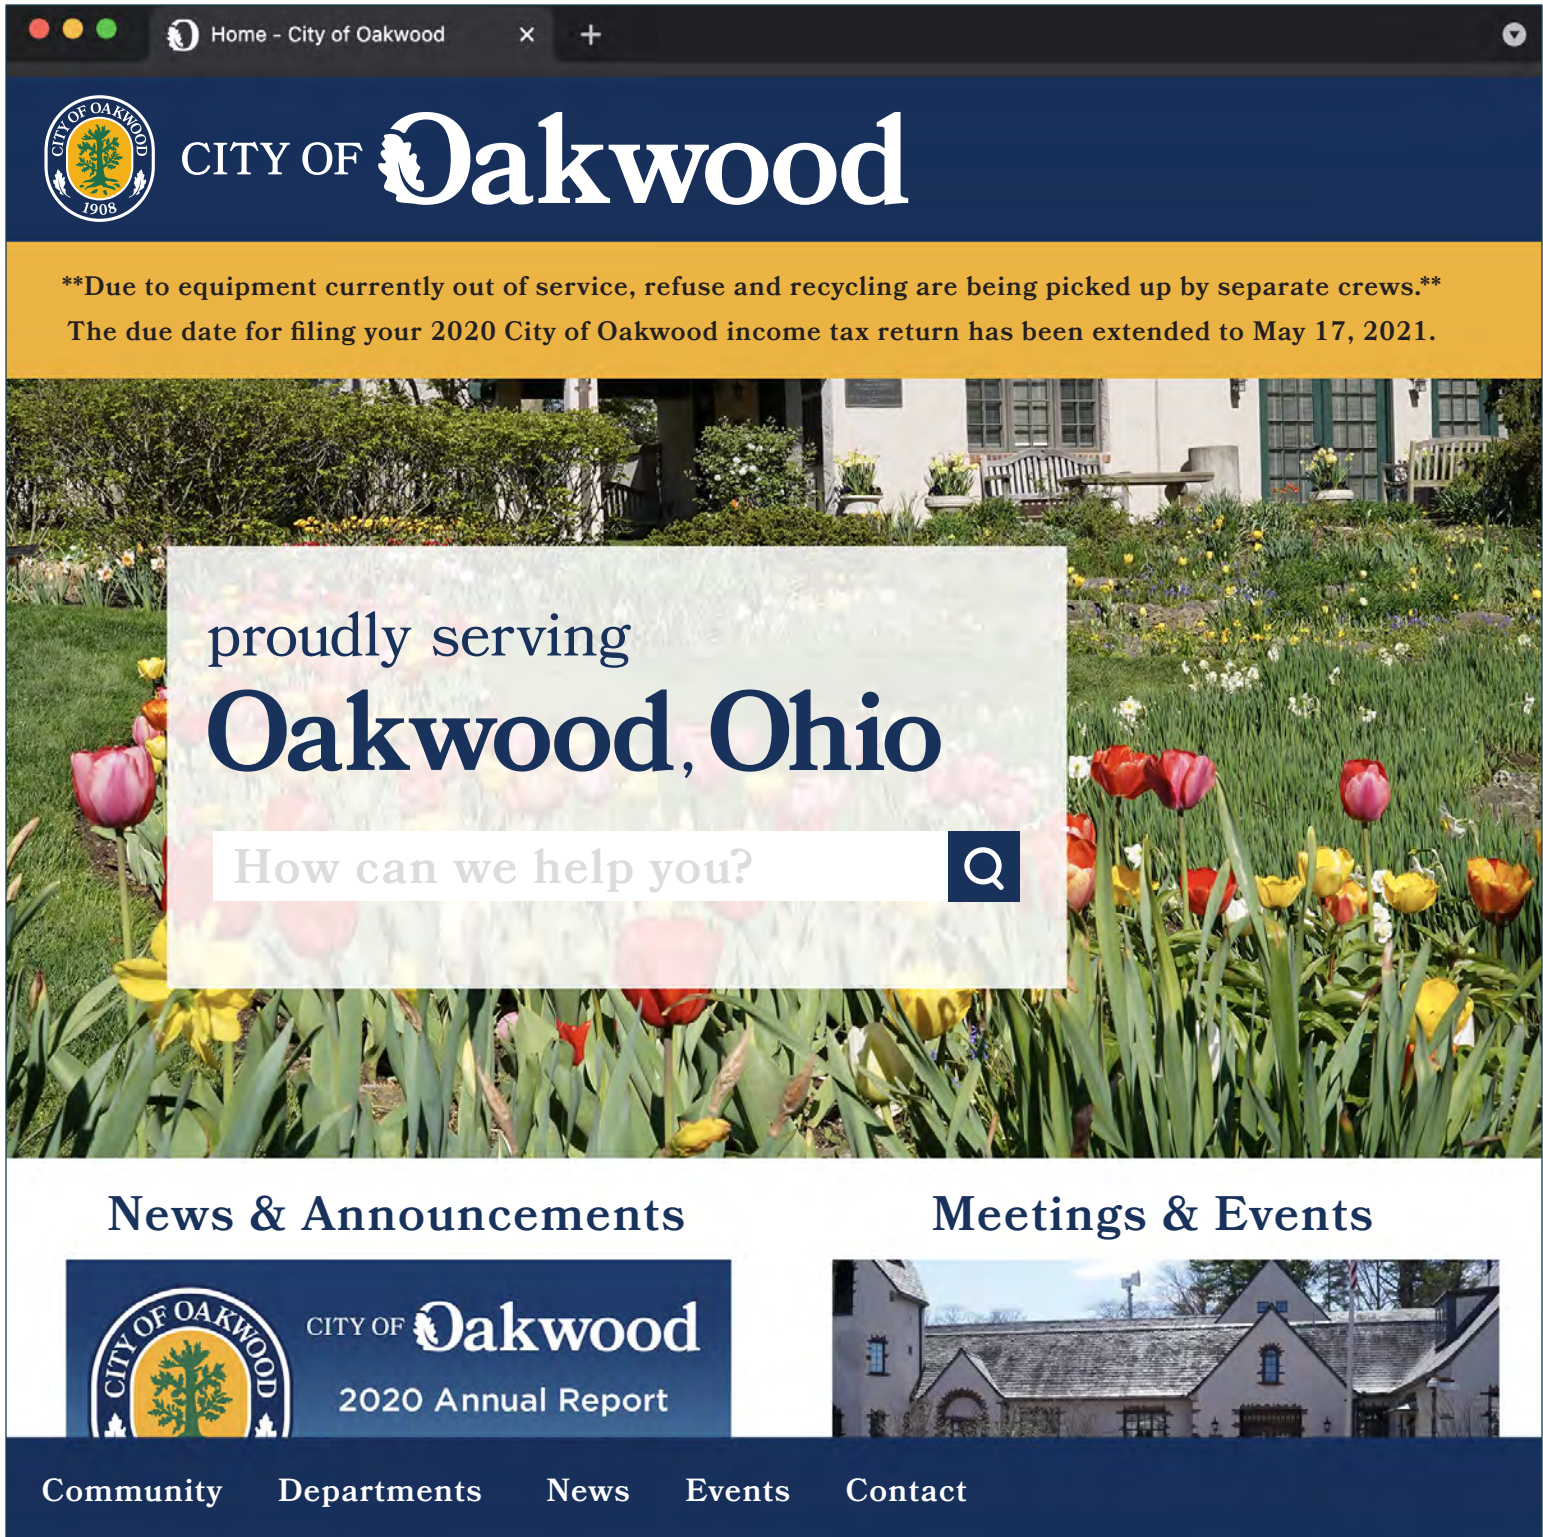 Home - City of Oakwood
CITY OF OAKWOOD
1908
CITY OF Oakwood
**Due to equipment currently out of service, refuse and recycling are being picked up by separate crews.**
The due date for filing your 2020 City of Oakwood income tax return has been extended to May 17, 2021.
proudly serving
Oakwood, Ohio
How can we help you?
News & Announcements
Meetings & Events
CITY OF OAKWOOD
CITY OF Oakwood
2020 Annual Report
Community Departments News Events Contact